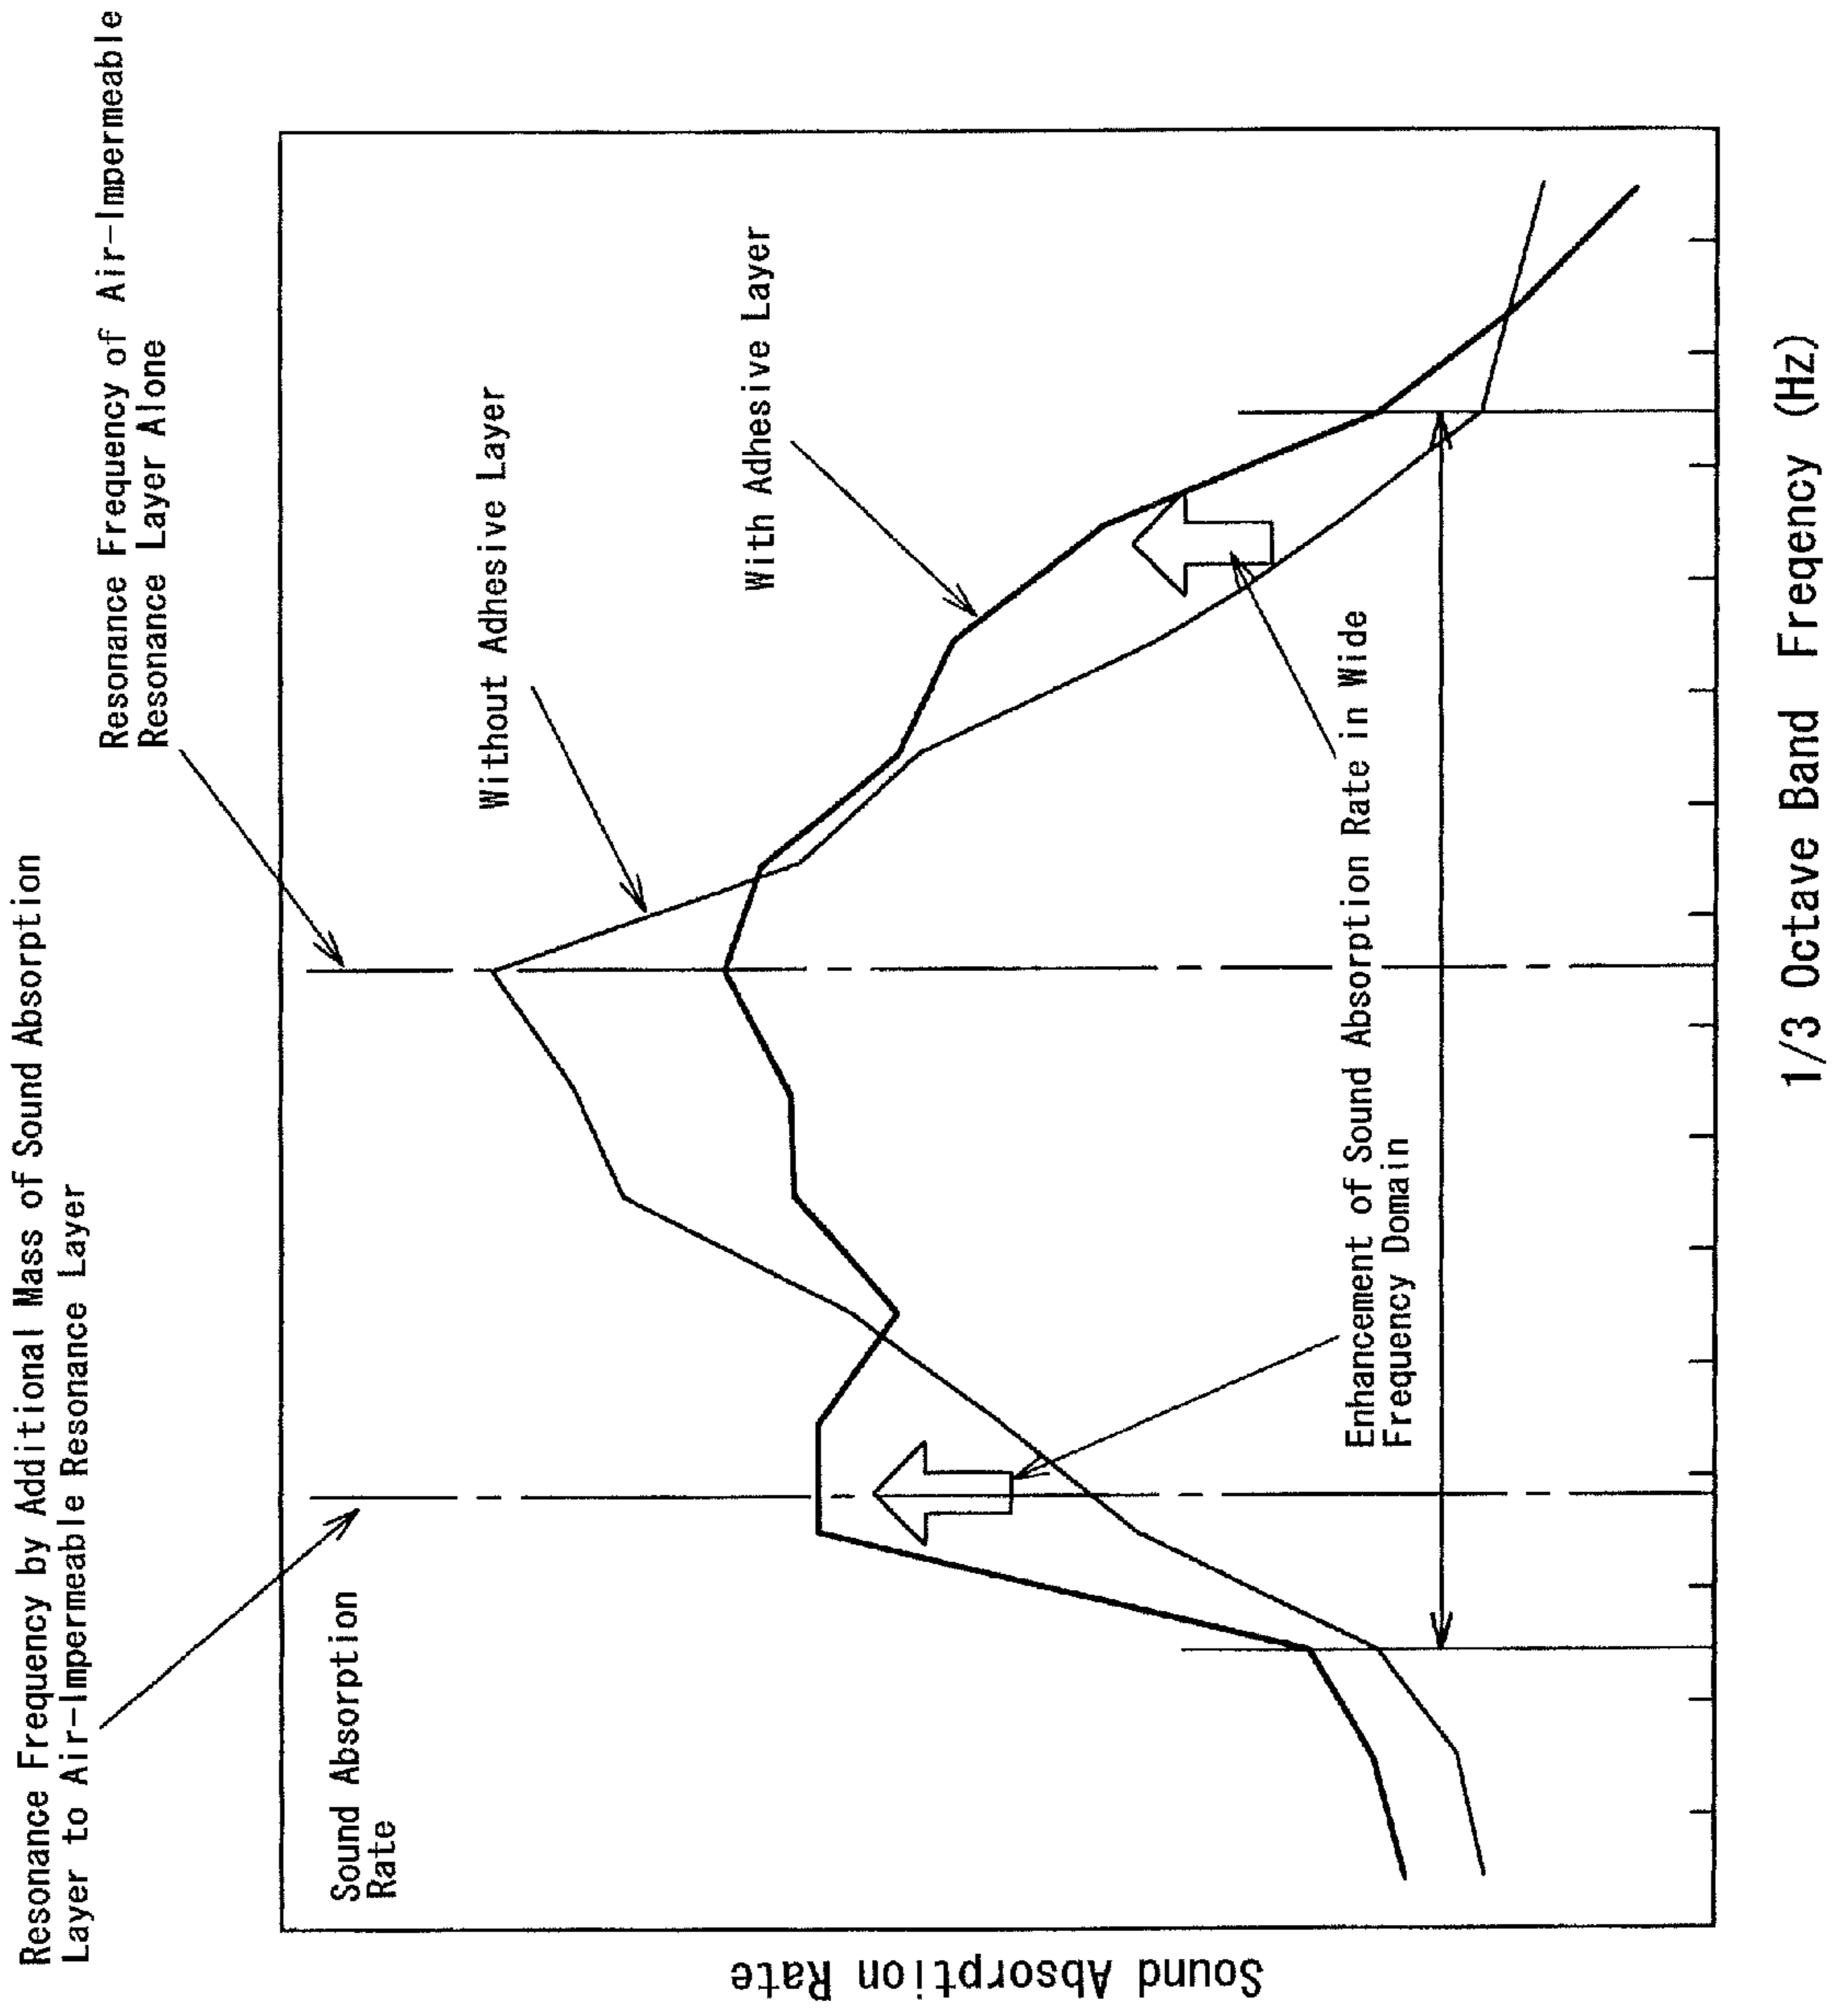 Resonance Frequency by Additional Mass of Sound Absorption
Layer to Air-Impermeable Resonance Layer
Resonance Frequency of Air-Impermeable
Resonance Layer Alone
Sound Absorption
Rate
Without Adhesive Layer
With Adhesive Layer
Enhancement of Sound Absorption Rate in Wide
Frequency Domain
Sound Absorption Rate
1/3 Octave Band Freqency (Hz)